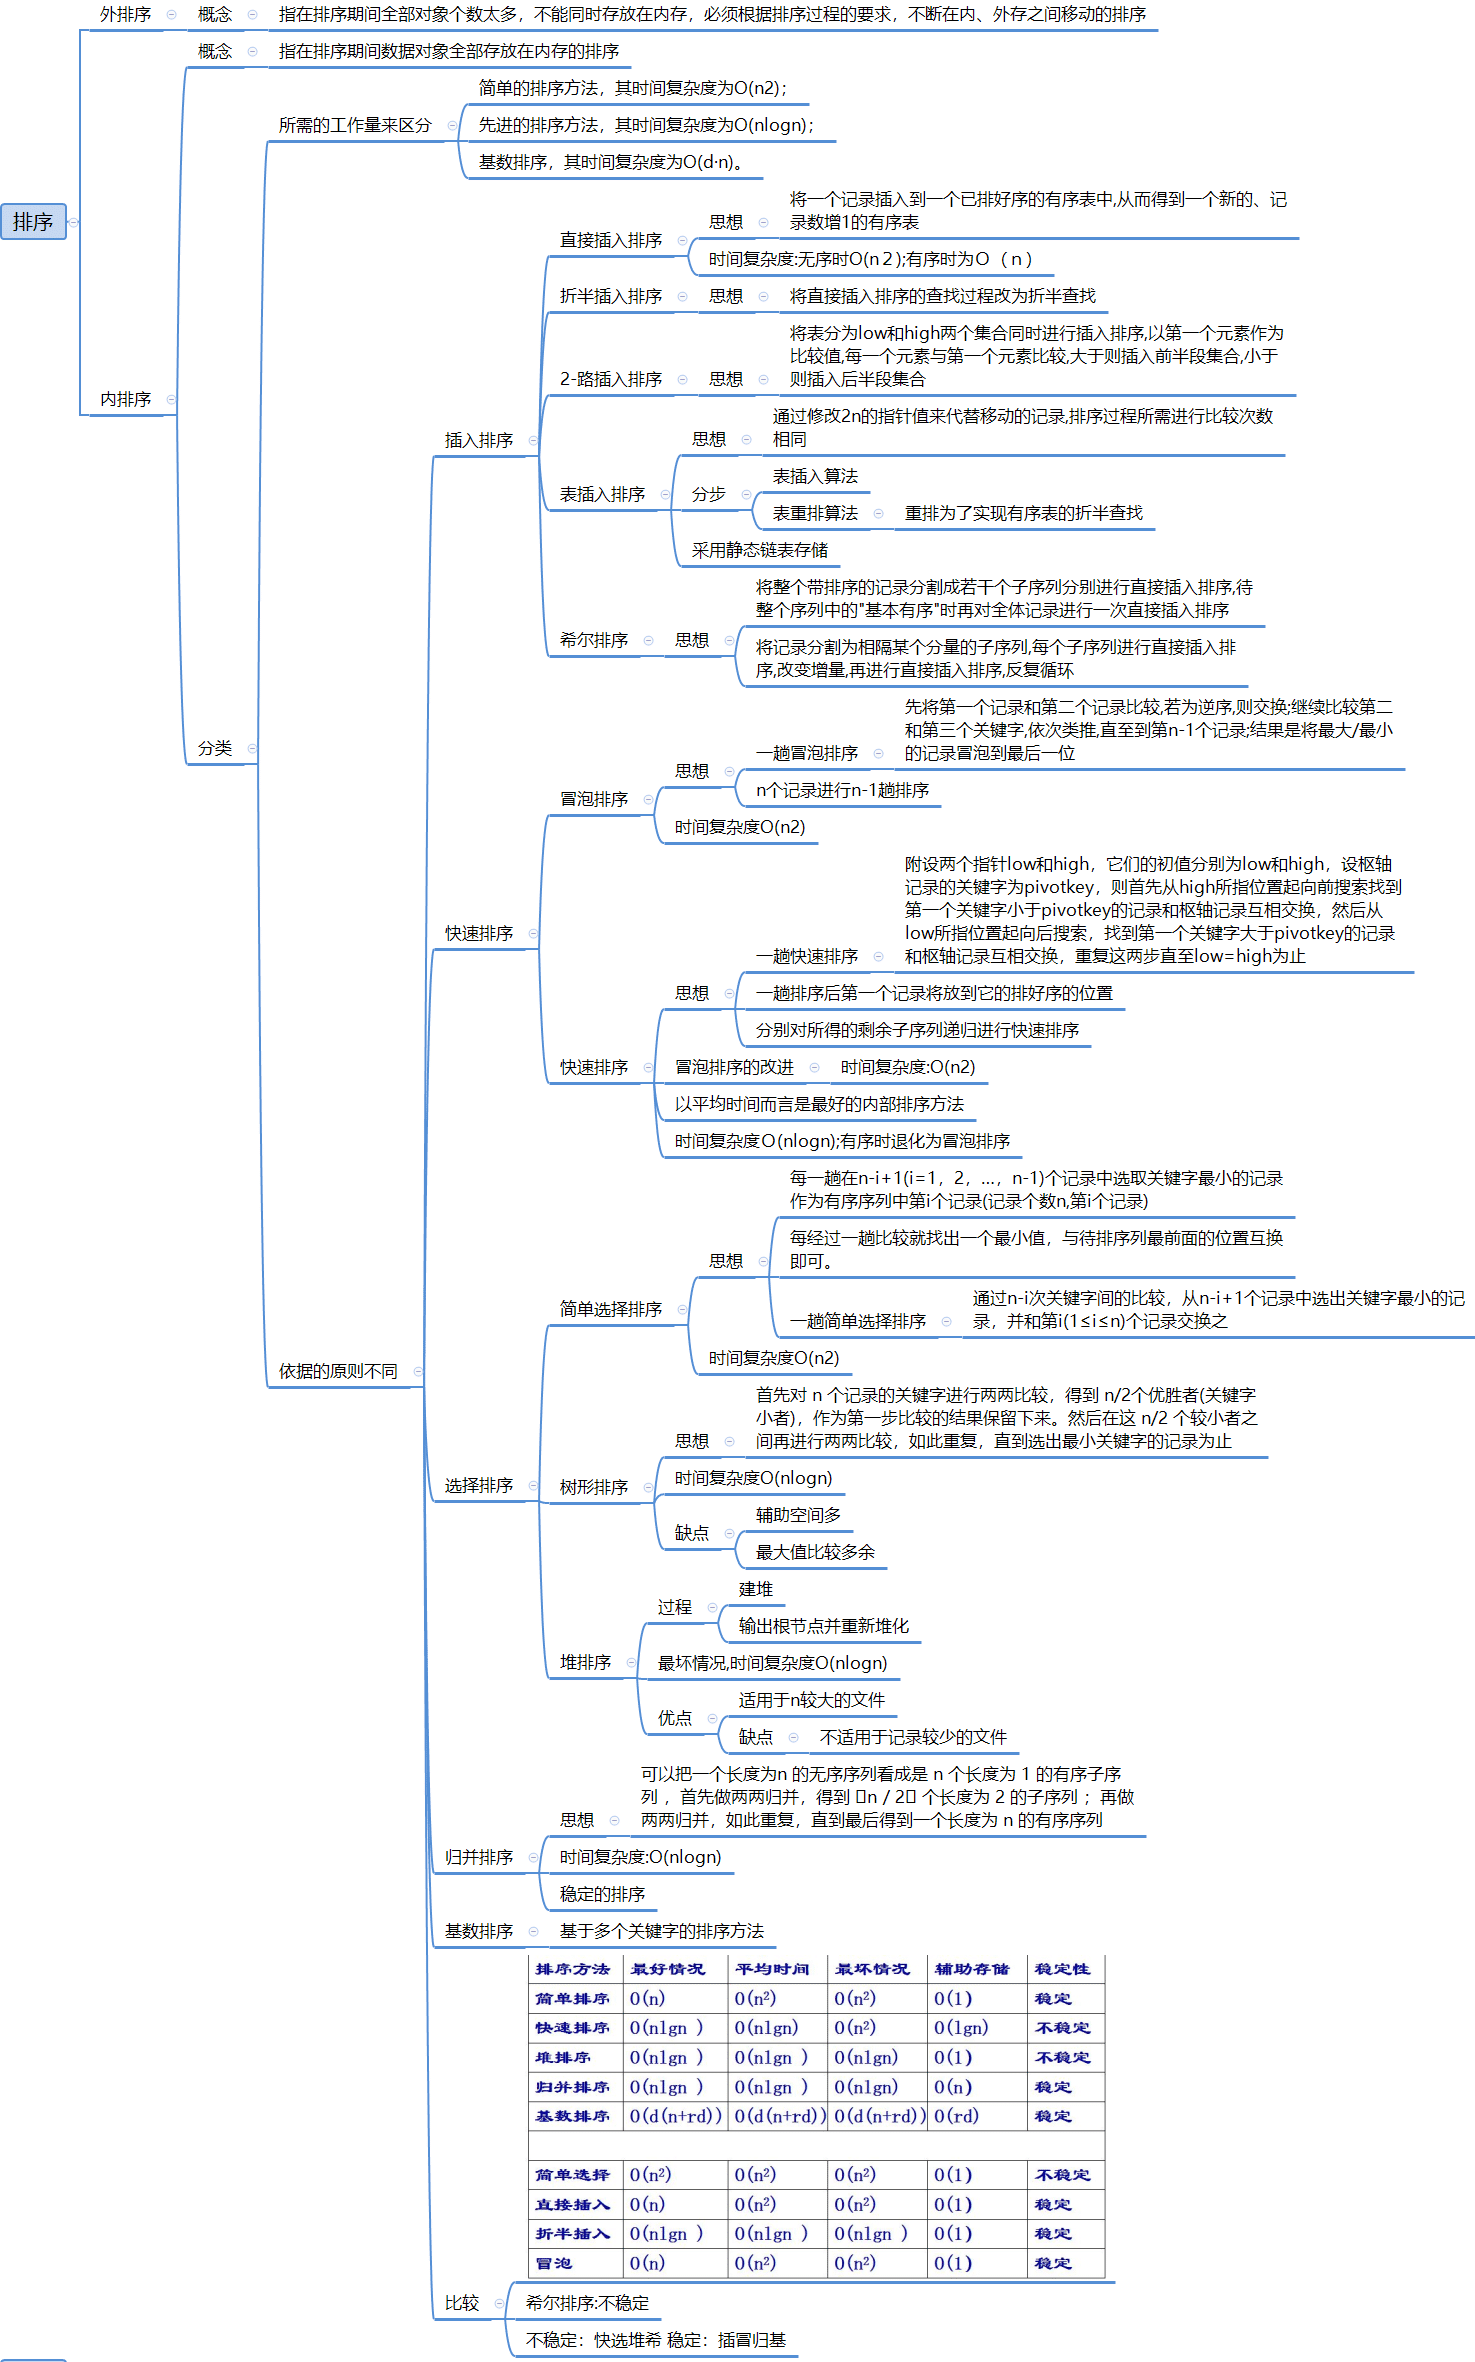 排序
外排序
概念
指在排序期间全部对象个数太多，不能同时存放在内存，必须根据排序过程的要求，不断在内、外存之间移动的排序
内排序
概念
指在排序期间数据对象全部存放在内存的排序
分类
所需的工作量来区分
简单的排序方法，其时间复杂度为O(n2)；
先进的排序方法，其时间复杂度为O(nlogn)；
基数排序，其时间复杂度为O(d·n)。
依据的原则不同
插入排序
直接插入排序
思想
将一个记录插入到一个已排好序的有序表中,从而得到一个新的、记
录数增1的有序表
时间复杂度:无序时O(n２);有序时为Ｏ（ｎ）
折半插入排序
思想
将直接插入排序的查找过程改为折半查找
2-路插入排序
思想
将表分为low和high两个集合同时进行插入排序,以第一个元素作为
比较值,每一个元素与第一个元素比较,大于则插入前半段集合,小于
则插入后半段集合
表插入排序
思想
通过修改2n的指针值来代替移动的记录,排序过程所需进行比较次数
相同
分步
表插入算法
表重排算法
重排为了实现有序表的折半查找
采用静态链表存储
希尔排序
思想
将整个带排序的记录分割成若干个子序列分别进行直接插入排序,待
整个序列中的"基本有序"时再对全体记录进行一次直接插入排序
将记录分割为相隔某个分量的子序列,每个子序列进行直接插入排
序,改变增量,再进行直接插入排序,反复循环
快速排序
冒泡排序
思想
一趟冒泡排序
先将第一个记录和第二个记录比较,若为逆序,则交换;继续比较第二
和第三个关键字,依次类推,直至到第n-1个记录;结果是将最大/最小
的记录冒泡到最后一位
n个记录进行n-1趟排序
时间复杂度O(n2)
快速排序
思想
一趟快速排序
附设两个指针low和high，它们的初值分别为low和high，设枢轴
记录的关键字为pivotkey，则首先从high所指位置起向前搜索找到
第一个关键字小于pivotkey的记录和枢轴记录互相交换，然后从
low所指位置起向后搜索，找到第一个关键字大于pivotkey的记录
和枢轴记录互相交换，重复这两步直至low=high为止
一趟排序后第一个记录将放到它的排好序的位置
分别对所得的剩余子序列递归进行快速排序
冒泡排序的改进
时间复杂度:O(n2)
以平均时间而言是最好的内部排序方法
时间复杂度Ｏ(nlogn);有序时退化为冒泡排序
选择排序
简单选择排序
思想
每一趟在n-i+1(i=1，2，…，n-1)个记录中选取关键字最小的记录
作为有序序列中第i个记录(记录个数n,第i个记录)
每经过一趟比较就找出一个最小值，与待排序列最前面的位置互换
即可。
一趟简单选择排序
通过n-i次关键字间的比较，从n-i+1个记录中选出关键字最小的记
录，并和第i(1≤i≤n)个记录交换之
时间复杂度O(n2)
树形排序
思想
首先对 n 个记录的关键字进行两两比较，得到 n/2个优胜者(关键字
小者)，作为第一步比较的结果保留下来。然后在这 n/2 个较小者之
间再进行两两比较，如此重复，直到选出最小关键字的记录为止
时间复杂度O(nlogn)
缺点
辅助空间多
最大值比较多余
堆排序
过程
建堆
输出根节点并重新堆化
最坏情况,时间复杂度O(nlogn)
优点
适用于n较大的文件
缺点
不适用于记录较少的文件
归并排序
思想
可以把一个长度为n 的无序序列看成是 n 个长度为 1 的有序子序
列 ，首先做两两归并，得到 n / 2 个长度为 2 的子序列 ；再做
两两归并，如此重复，直到最后得到一个长度为 n 的有序序列
时间复杂度:O(nlogn)
稳定的排序
基数排序
基于多个关键字的排序方法
比较
排序方法 最好情况 平均时间 最坏情况 辅助存储 稳定性
简单排序 O(n) O(n²) O(n²) O(1) 稳定
快速排序 O(nlgn ) O(nlgn) O(n²) O(lgn) 不稳定
堆排序 O(nlgn ) O(nlgn ) O(nlgn) O(1) 不稳定
归并排序 O(nlgn ) O(nlgn ) O(nlgn) O(n) 稳定
基数排序 O(d(n+rd)) O(d(n+rd)) O(d(n+rd)) O(rd) 稳定
简单选择 O(n²) O(n²) O(n²) O(1) 不稳定
直接插入 O(n) O(n²) O(n²) O(1) 稳定
折半插入 O(nlgn ) O(nlgn ) O(nlgn ) O(1) 稳定
冒泡 O(n) O(n²) O(n²) O(1) 稳定
希尔排序:不稳定
不稳定：快选堆希 稳定：插冒归基